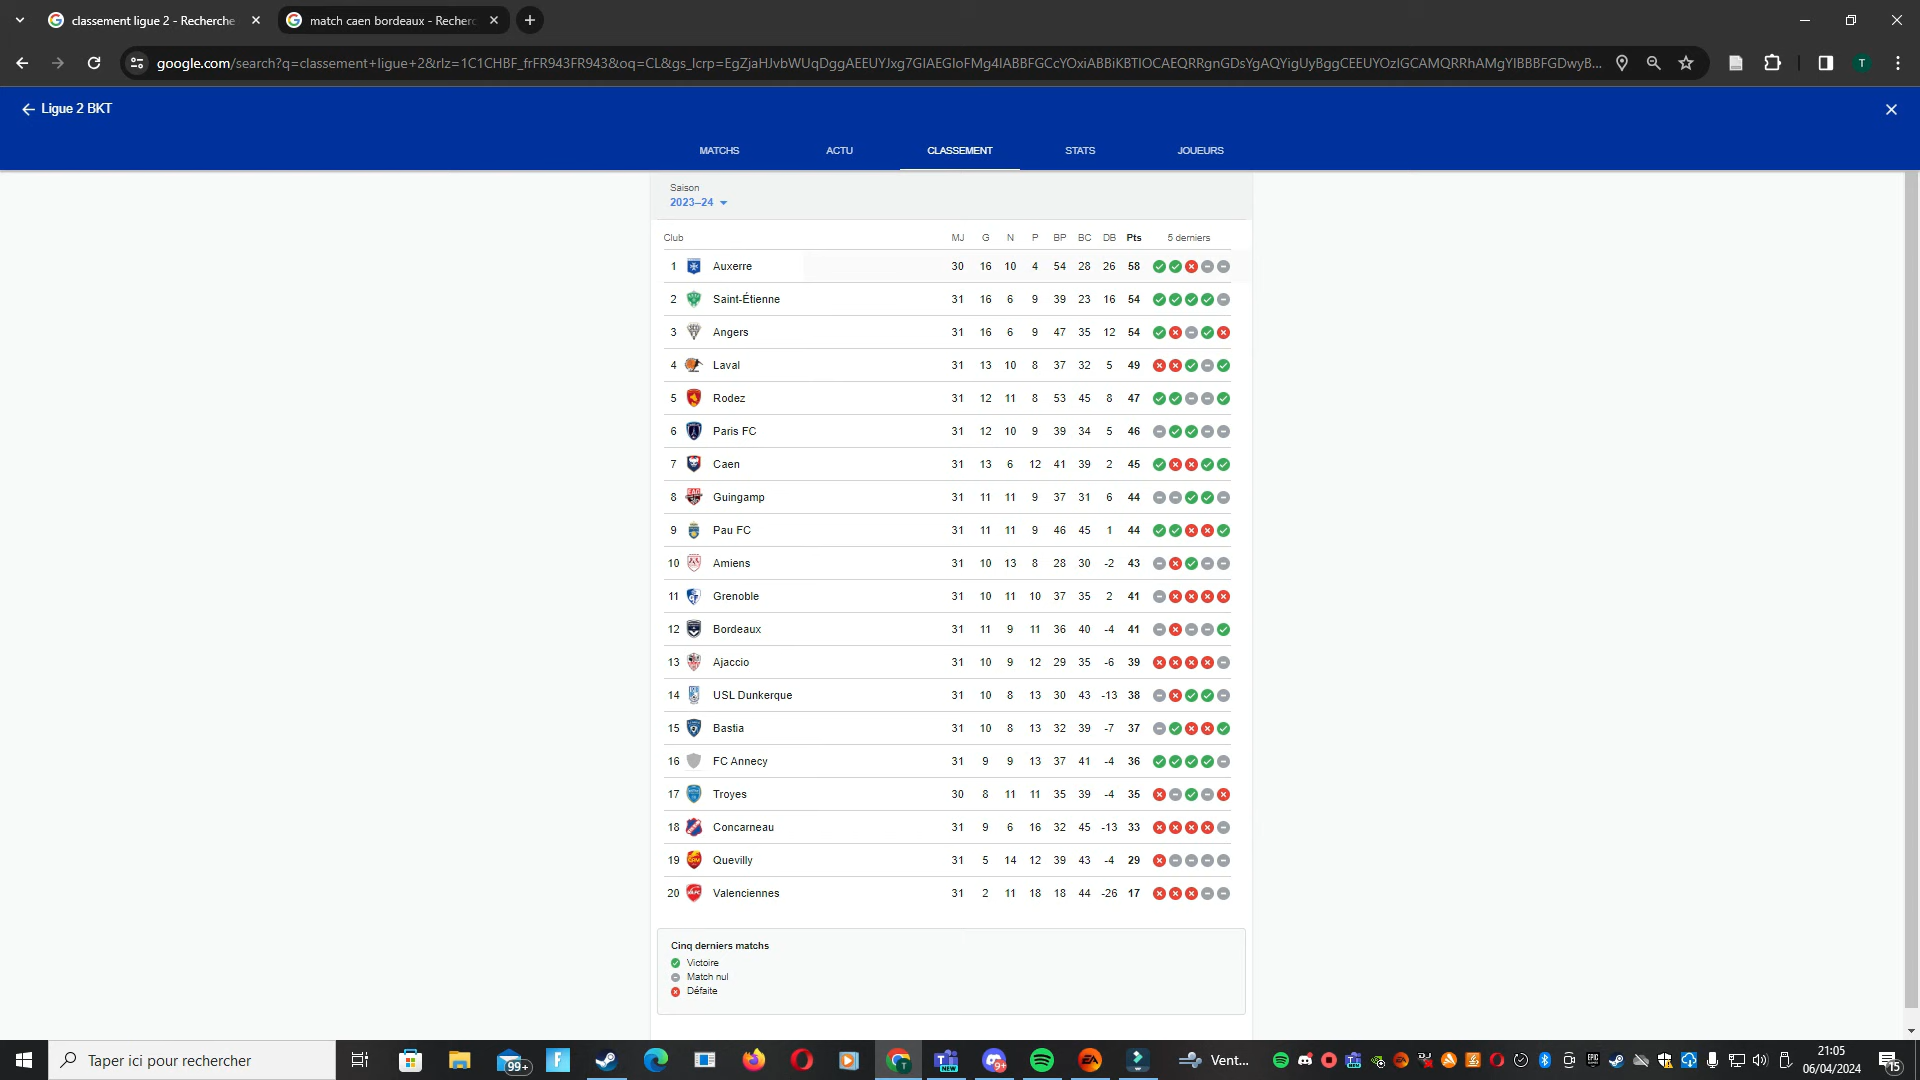 classement ligue 2 - Recherche
match caen bordeaux - Recherc
google.com/search?q=classement+ligue+2&rlz=1C1CHBF_frFR943FR943&oq=CL&gs_lcrp=EgZjaHJvbWUqDggAEEUYJxg7GIAEGIoFMg4IABBFGCcYOxiABBiKBTIOCAEQRRgnGDsYgAQYigUyBggCEEUYOzIGCAMQRRhAMgYIBBBFGDwyB...
T
Ligue 2 BKT
MATCHS ACTU CLASSEMENT STATS JOUEURS
Saison
2023–24
Club MJ G N P BP BC DB Pts 5 derniers
1 Auxerre 30 16 10 4 54 28 26 58
2 Saint-Étienne 31 16 6 9 39 23 16 54
3 Angers 31 16 6 9 47 35 12 54
4 Laval 31 13 10 8 37 32 5 49
5 Rodez 31 12 11 8 53 45 8 47
6 Paris FC 31 12 10 9 39 34 5 46
7 Caen 31 13 6 12 41 39 2 45
8 Guingamp 31 11 11 9 37 31 6 44
9 Pau FC 31 11 11 9 46 45 1 44
10 Amiens 31 10 13 8 28 30 -2 43
11 Grenoble 31 10 11 10 37 35 2 41
12 Bordeaux 31 11 9 11 36 40 -4 41
13 Ajaccio 31 10 9 12 29 35 -6 39
14 USL Dunkerque 31 10 8 13 30 43 -13 38
15 Bastia 31 10 8 13 32 39 -7 37
16 FC Annecy 31 9 9 13 37 41 -4 36
17 Troyes 30 8 11 11 35 39 -4 35
18 Concarneau 31 9 6 16 32 45 -13 33
19 Quevilly 31 5 14 12 39 43 -4 29
20 Valenciennes 31 2 11 18 18 44 -26 17
Cinq derniers matchs
Victoire
Match nul
Défaite
Taper ici pour rechercher
99+
NEW
9+
Vent...
21:05
06/04/2024
15